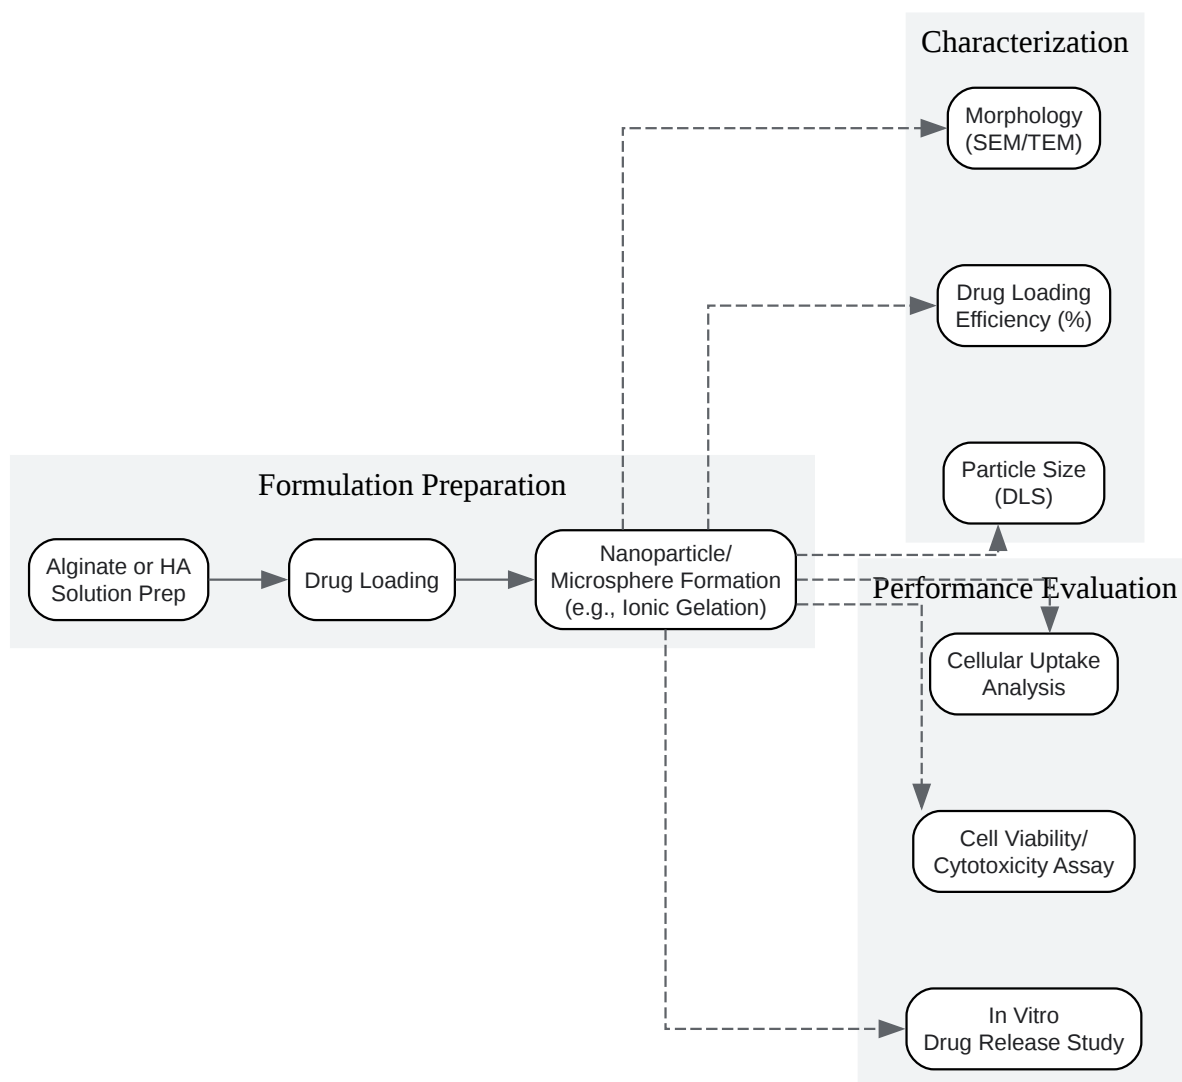 Characterization
Morphology
(SEM/TEM)
Drug Loading
Efficiency (%)
Particle Size
(DLS)
Formulation Preparation
Alginate or HA
Solution Prep
Drug Loading
Nanoparticle/
Microsphere Formation
(e.g., Ionic Gelation)
Performance Evaluation
Cellular Uptake
Analysis
Cell Viability/
Cytotoxicity Assay
In Vitro
Drug Release Study